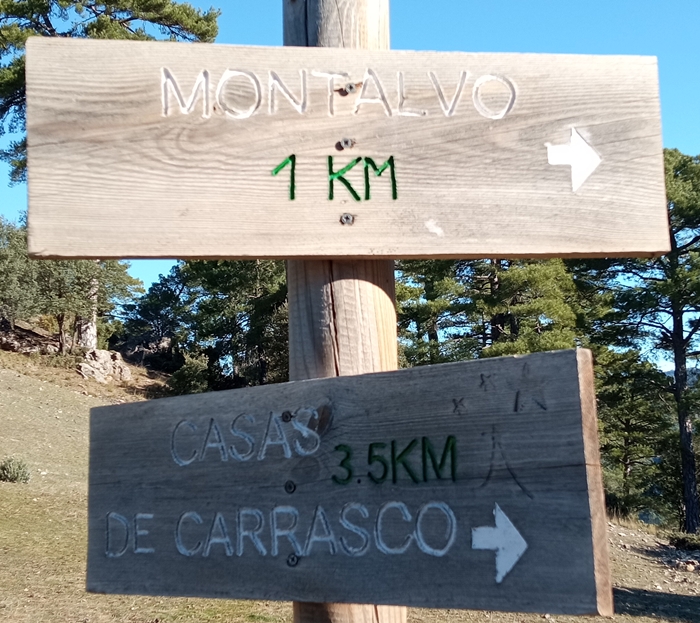 MONTALVO
1 KM
CASAS 3.5KM
DE CARRASCO